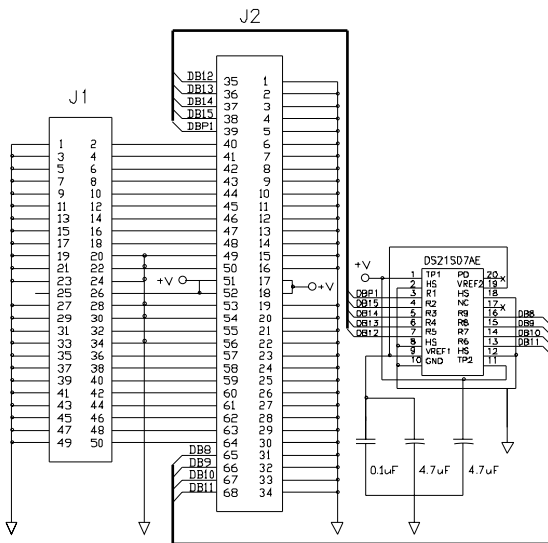 J2
J1
DB12 35 1
DB13 36 2
DB14 37 3
DB15 38 4
DBP1 39 5
1 2 40 6
3 4 41 7
5 6 42 8
7 8 43 9
9 10 44 10
11 12 45 11
13 14 46 12
15 16 47 13
17 18 48 14
19 20 49 15
21 22 50 16
23 24 +V 51 17 +V
25 26 52 18
27 28 53 19
29 30 54 20
31 32 55 21
33 34 56 22
35 36 57 23
37 38 58 24
39 40 59 25
41 42 60 26
43 44 61 27
45 46 62 28
47 48 63 29
49 50 64 30
DB8 65 31
DB9 66 32
DB10 67 33
DB11 68 34
+V DS21S07AE
1 TP1 PD 20 x
2 HS VREF2 19
DBP1 3 R1 HS 18
DB15 4 R2 NC 17 x
DB14 5 R3 R9 16 DB8
DB13 6 R4 R8 15 DB9
DB12 7 R5 R7 14 DB10
8 HS R6 13 DB11
9 VREF1 HS 12
10 GND TP2 11
0.1uF 4.7uF 4.7uF